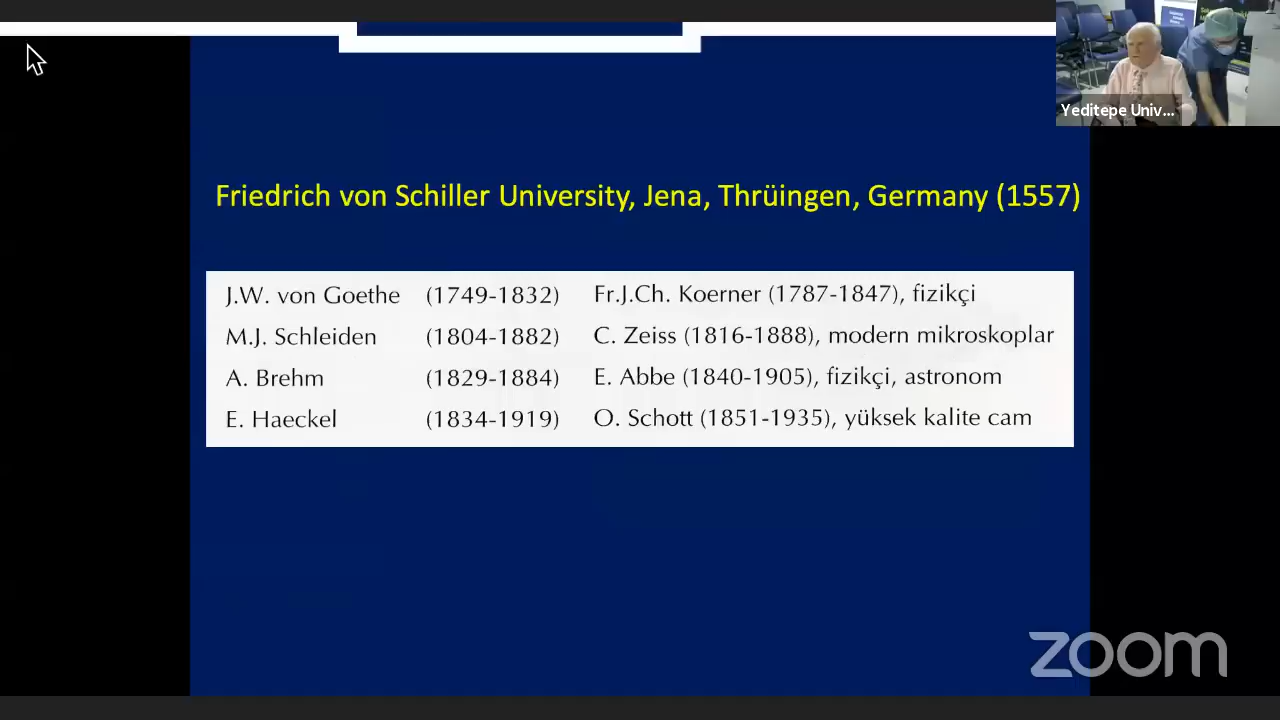 Yeditepe Univ...
Friedrich von Schiller University, Jena, Thrüingen, Germany (1557)
J.W. von Goethe (1749-1832) Fr.J.Ch. Koerner (1787-1847), fizikçi
M.J. Schleiden (1804-1882) C. Zeiss (1816-1888), modern mikroskoplar
A. Brehm (1829-1884) E. Abbe (1840-1905), fizikçi, astronom
E. Haeckel (1834-1919) O. Schott (1851-1935), yüksek kalite cam
zoom